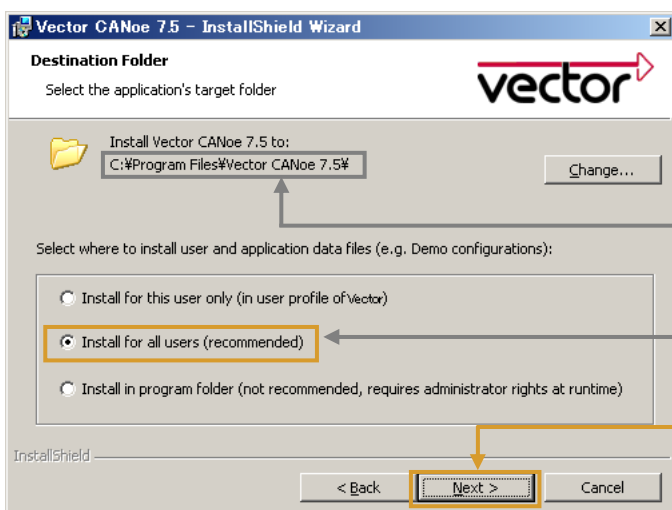 Vector CANoe 7.5 - InstallShield Wizard
Destination Folder
Select the application's target folder
vector
Install Vector CANoe 7.5 to:
C:¥Program Files¥Vector CANoe 7.5¥
Change...
Select where to install user and application data files (e.g. Demo configurations):
Install for this user only (in user profile of Vector)
Install for all users (recommended)
Install in program folder (not recommended, requires administrator rights at runtime)
InstallShield
< Back
Next >
Cancel